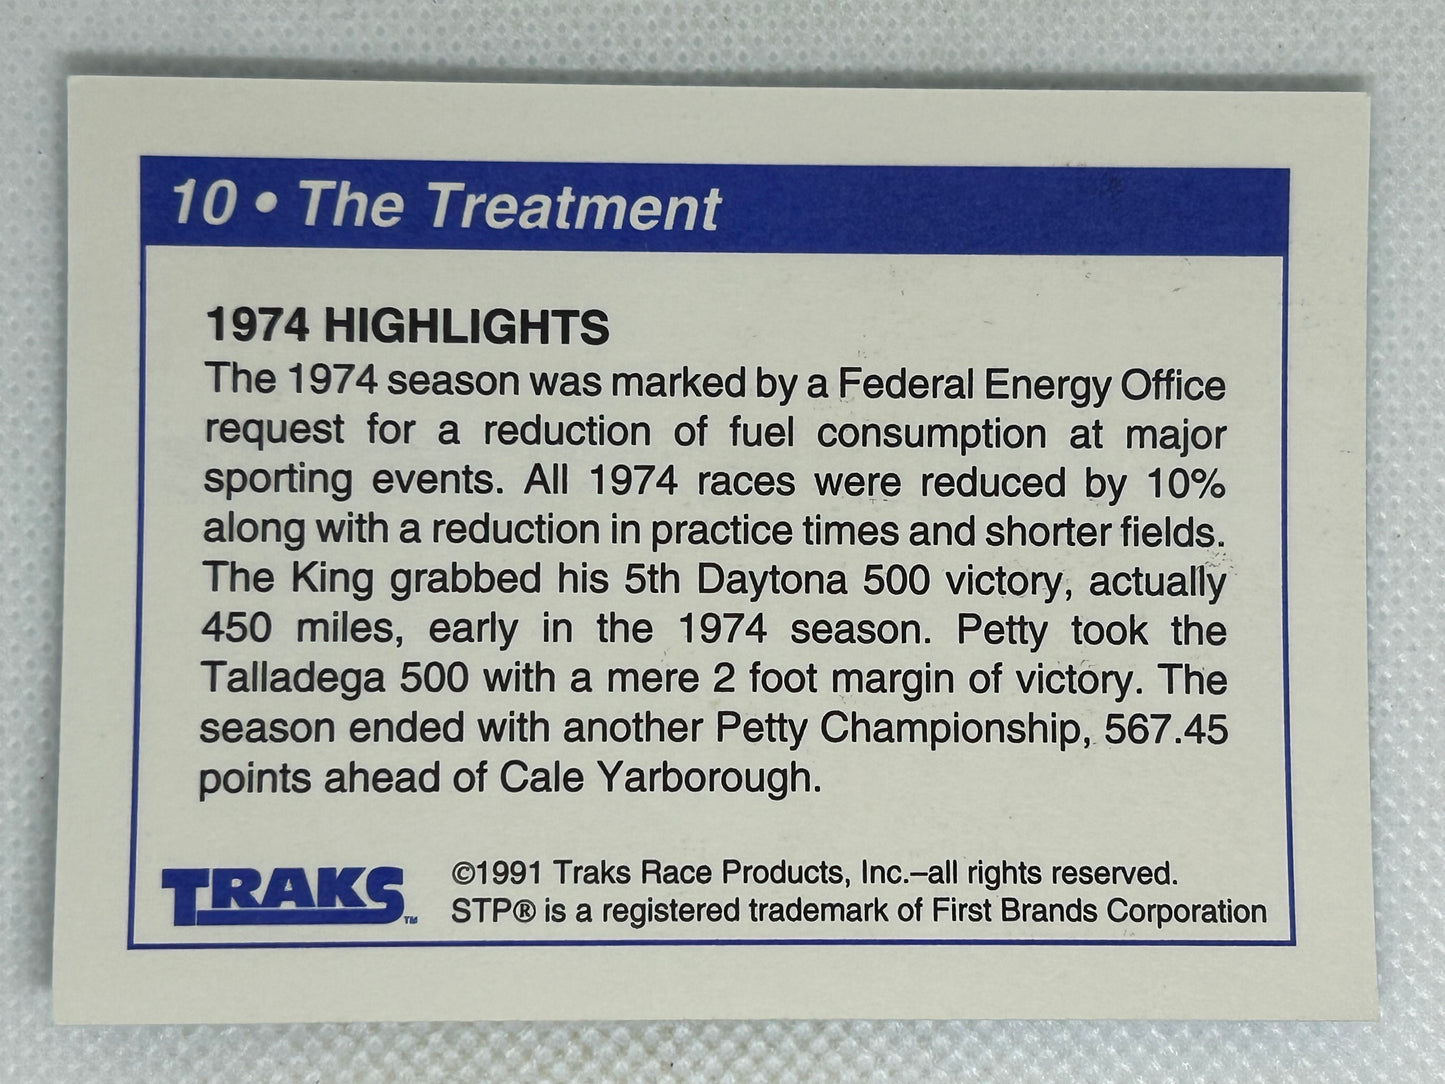 10 • The Treatment
1974 HIGHLIGHTS
The 1974 season was marked by a Federal Energy Office
request for a reduction of fuel consumption at major
sporting events. All 1974 races were reduced by 10%
along with a reduction in practice times and shorter fields.
The King grabbed his 5th Daytona 500 victory, actually
450 miles, early in the 1974 season. Petty took the
Talladega 500 with a mere 2 foot margin of victory. The
season ended with another Petty Championship, 567.45
points ahead of Cale Yarborough.
TRAKS™
©1991 Traks Race Products, Inc.–all rights reserved.
STP® is a registered trademark of First Brands Corporation